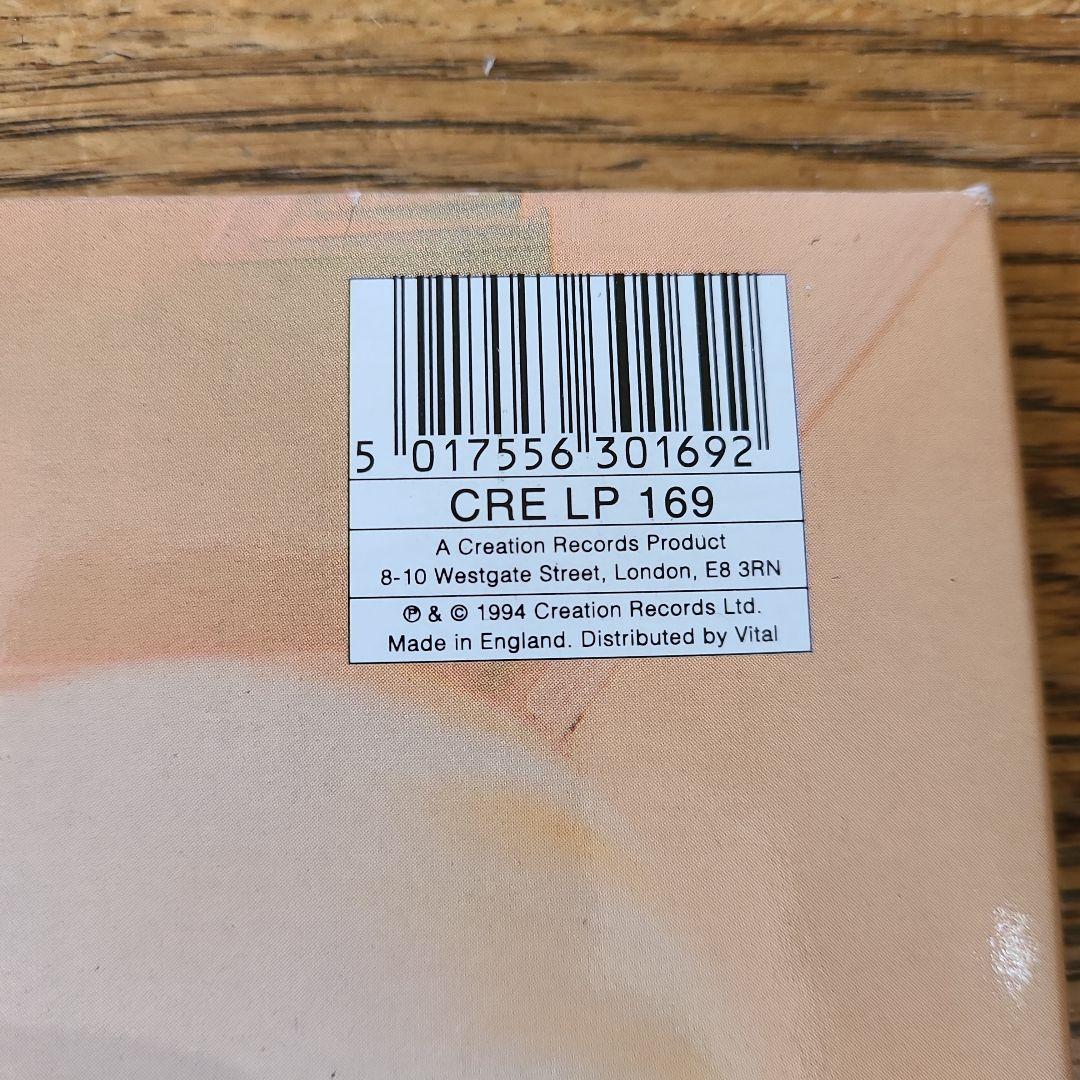 5 017556 301692
CRE LP 169
A Creation Records Product
8-10 Westgate Street, London, E8 3RN
℗ & © 1994 Creation Records Ltd.
Made in England. Distributed by Vital